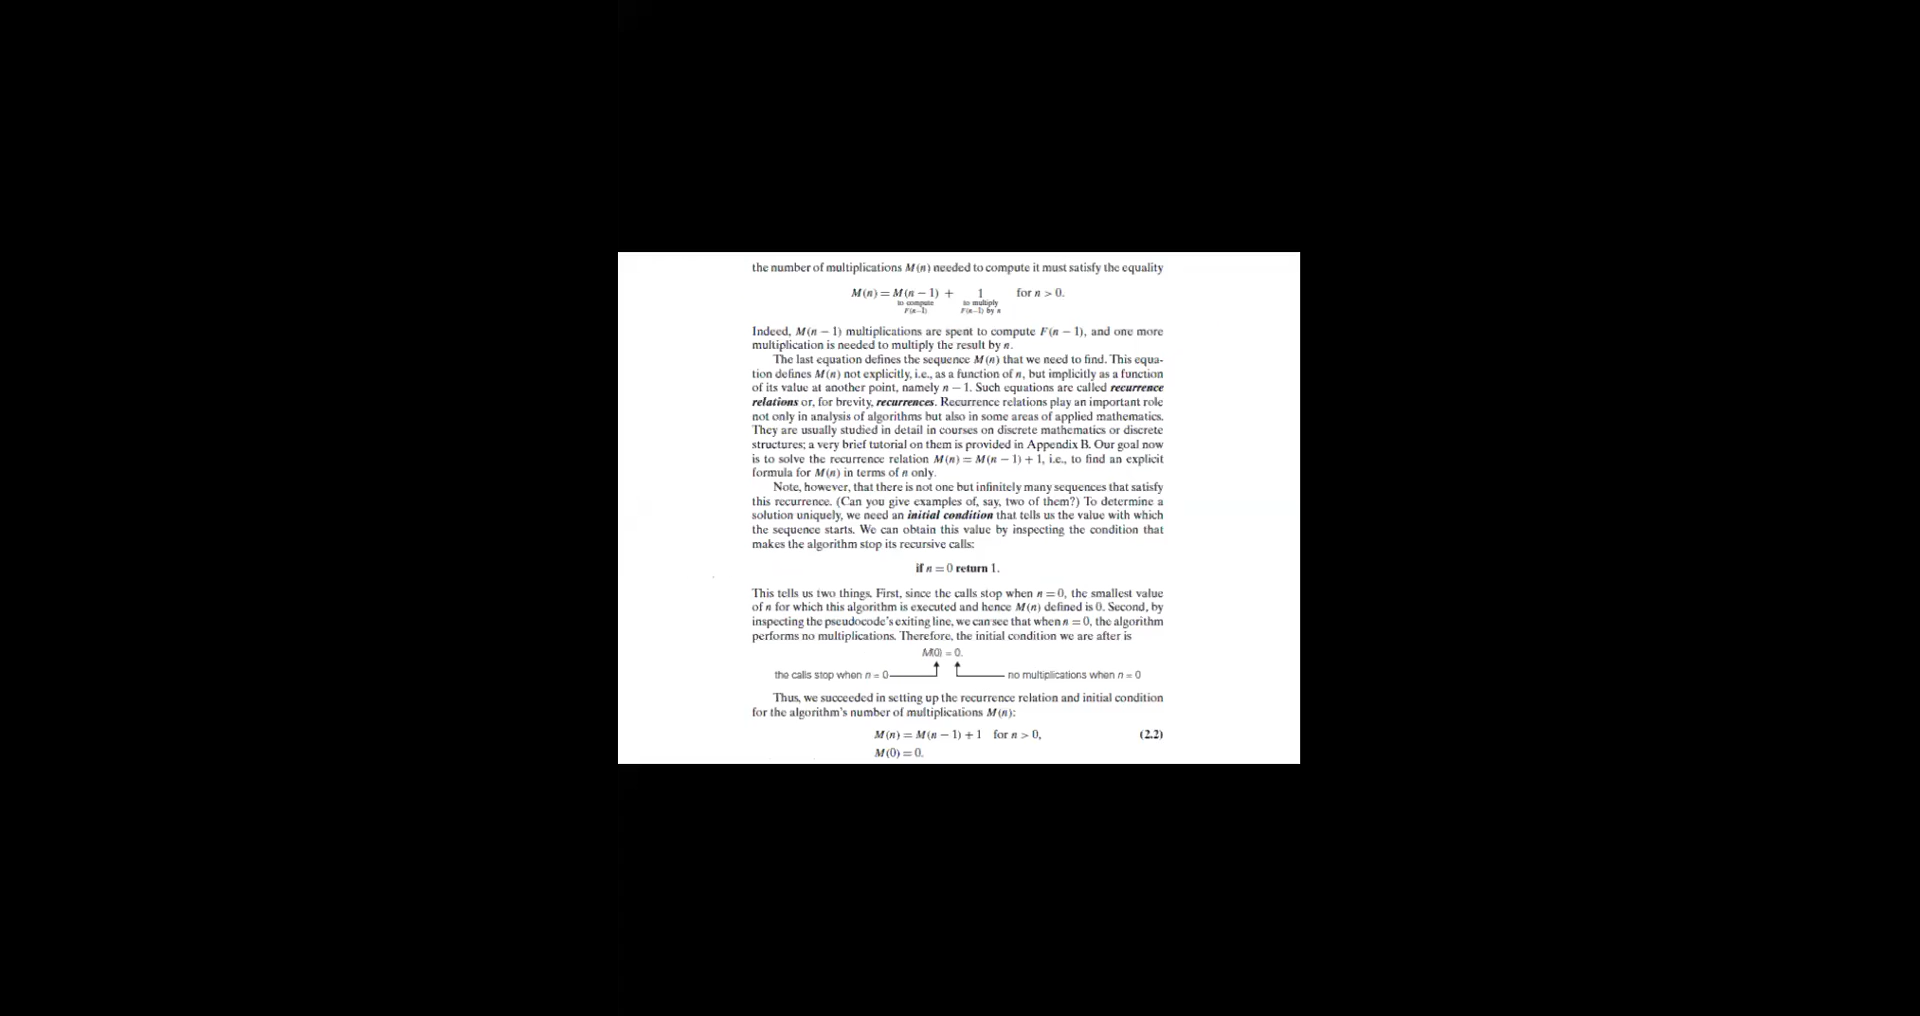 the number of multiplications M(n) needed to compute it must satisfy the equality
M(n) = M(n − 1) + 1 for n > 0.
to compute to multiply
F(n−1) F(n−1) by n
Indeed, M(n − 1) multiplications are spent to compute F(n − 1), and one more
multiplication is needed to multiply the result by n.
The last equation defines the sequence M(n) that we need to find. This equa-
tion defines M(n) not explicitly, i.e., as a function of n, but implicitly as a function
of its value at another point, namely n − 1. Such equations are called recurrence
relations or, for brevity, recurrences. Recurrence relations play an important role
not only in analysis of algorithms but also in some areas of applied mathematics.
They are usually studied in detail in courses on discrete mathematics or discrete
structures; a very brief tutorial on them is provided in Appendix B. Our goal now
is to solve the recurrence relation M(n) = M(n − 1) + 1, i.e., to find an explicit
formula for M(n) in terms of n only.
Note, however, that there is not one but infinitely many sequences that satisfy
this recurrence. (Can you give examples of, say, two of them?) To determine a
solution uniquely, we need an initial condition that tells us the value with which
the sequence starts. We can obtain this value by inspecting the condition that
makes the algorithm stop its recursive calls:
if n = 0 return 1.
This tells us two things. First, since the calls stop when n = 0, the smallest value
of n for which this algorithm is executed and hence M(n) defined is 0. Second, by
inspecting the pseudocode's exiting line, we can see that when n = 0, the algorithm
performs no multiplications. Therefore, the initial condition we are after is
M(0) = 0.
the calls stop when n = 0 no multiplications when n = 0
Thus, we succeeded in setting up the recurrence relation and initial condition
for the algorithm's number of multiplications M(n):
M(n) = M(n − 1) + 1 for n > 0, (2.2)
M(0) = 0.